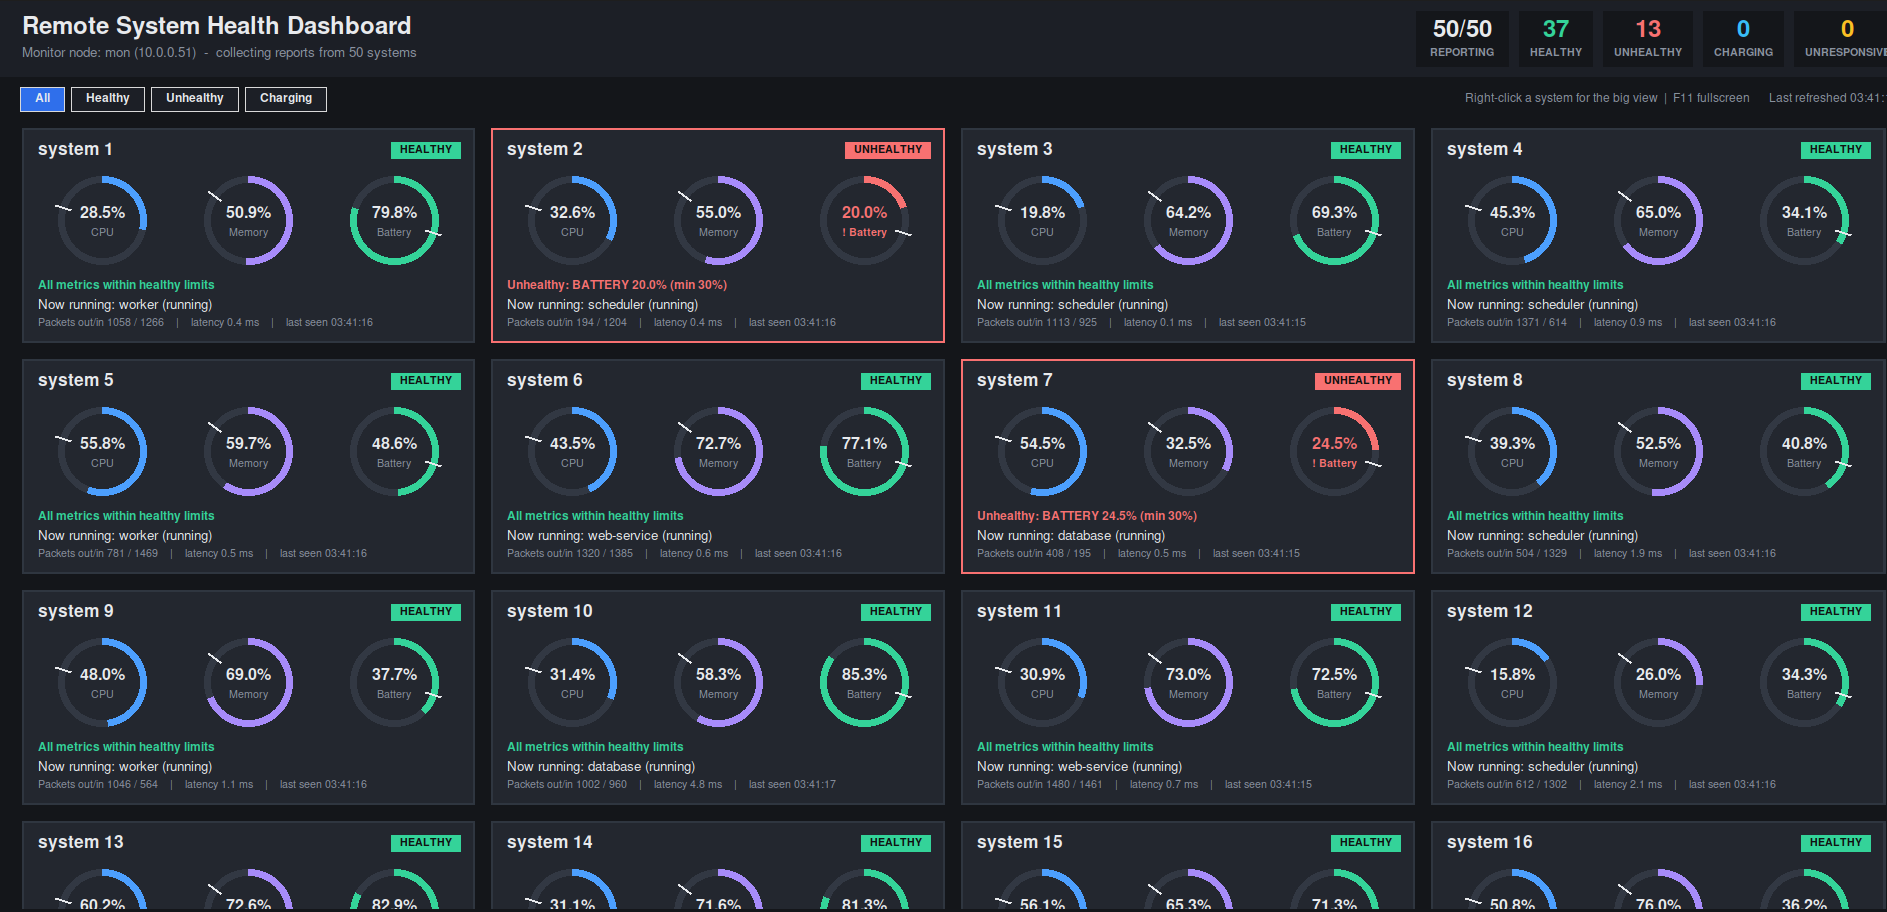 Remote System Health Dashboard
Monitor node: mon (10.0.0.51) - collecting reports from 50 systems
50/50 37 13 0 0
REPORTING HEALTHY UNHEALTHY CHARGING UNRESPONSIVE
All Healthy Unhealthy Charging
Right-click a system for the big view | F11 fullscreen Last refreshed 03:41:
system 1 HEALTHY
28.5% 50.9% 79.8%
CPU Memory Battery
All metrics within healthy limits
Now running: worker (running)
Packets out/in 1058 / 1266 | latency 0.4 ms | last seen 03:41:16
system 2 UNHEALTHY
32.6% 55.0% 20.0%
CPU Memory ! Battery
Unhealthy: BATTERY 20.0% (min 30%)
Now running: scheduler (running)
Packets out/in 194 / 1204 | latency 0.4 ms | last seen 03:41:16
system 3 HEALTHY
19.8% 64.2% 69.3%
CPU Memory Battery
All metrics within healthy limits
Now running: scheduler (running)
Packets out/in 1113 / 925 | latency 0.1 ms | last seen 03:41:15
system 4 HEALTHY
45.3% 65.0% 34.1%
CPU Memory Battery
All metrics within healthy limits
Now running: scheduler (running)
Packets out/in 1371 / 614 | latency 0.9 ms | last seen 03:41:16
system 5 HEALTHY
55.8% 59.7% 48.6%
CPU Memory Battery
All metrics within healthy limits
Now running: worker (running)
Packets out/in 781 / 1469 | latency 0.5 ms | last seen 03:41:16
system 6 HEALTHY
43.5% 72.7% 77.1%
CPU Memory Battery
All metrics within healthy limits
Now running: web-service (running)
Packets out/in 1320 / 1385 | latency 0.6 ms | last seen 03:41:16
system 7 UNHEALTHY
54.5% 32.5% 24.5%
CPU Memory ! Battery
Unhealthy: BATTERY 24.5% (min 30%)
Now running: database (running)
Packets out/in 408 / 195 | latency 0.5 ms | last seen 03:41:15
system 8 HEALTHY
39.3% 52.5% 40.8%
CPU Memory Battery
All metrics within healthy limits
Now running: scheduler (running)
Packets out/in 504 / 1329 | latency 1.9 ms | last seen 03:41:16
system 9 HEALTHY
48.0% 69.0% 37.7%
CPU Memory Battery
All metrics within healthy limits
Now running: worker (running)
Packets out/in 1046 / 564 | latency 1.1 ms | last seen 03:41:16
system 10 HEALTHY
31.4% 58.3% 85.3%
CPU Memory Battery
All metrics within healthy limits
Now running: database (running)
Packets out/in 1002 / 960 | latency 4.8 ms | last seen 03:41:17
system 11 HEALTHY
30.9% 73.0% 72.5%
CPU Memory Battery
All metrics within healthy limits
Now running: web-service (running)
Packets out/in 1480 / 1461 | latency 0.7 ms | last seen 03:41:15
system 12 HEALTHY
15.8% 26.0% 34.3%
CPU Memory Battery
All metrics within healthy limits
Now running: scheduler (running)
Packets out/in 612 / 1302 | latency 2.1 ms | last seen 03:41:16
system 13 HEALTHY
60.2% 72.6% 82.9%
system 14 HEALTHY
31.1% 71.6% 81.3%
system 15 HEALTHY
56.1% 65.3% 71.3%
system 16 HEALTHY
50.8% 76.0% 36.2%